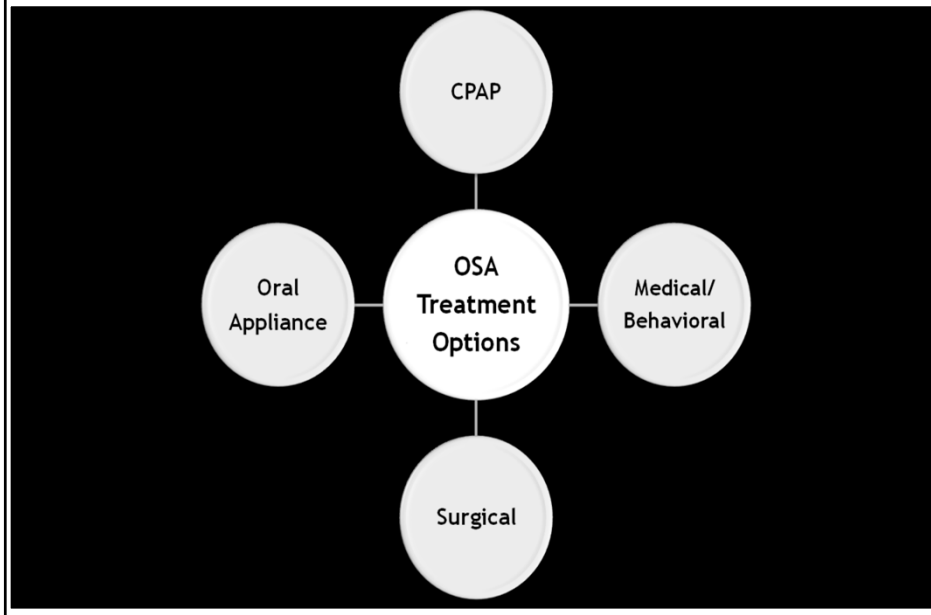 CPAP
Oral
Appliance
OSA
Treatment
Options
Medical/
Behavioral
Surgical